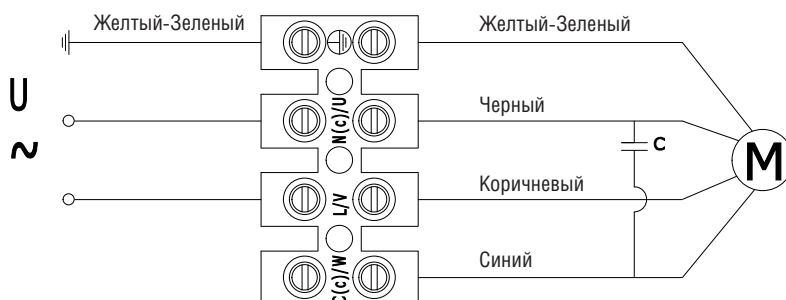 Желтый-Зеленый
Желтый-Зеленый
U
~
N(c)/U
Черный
C
M
L/V
Коричневый
C(c)/W
Синий